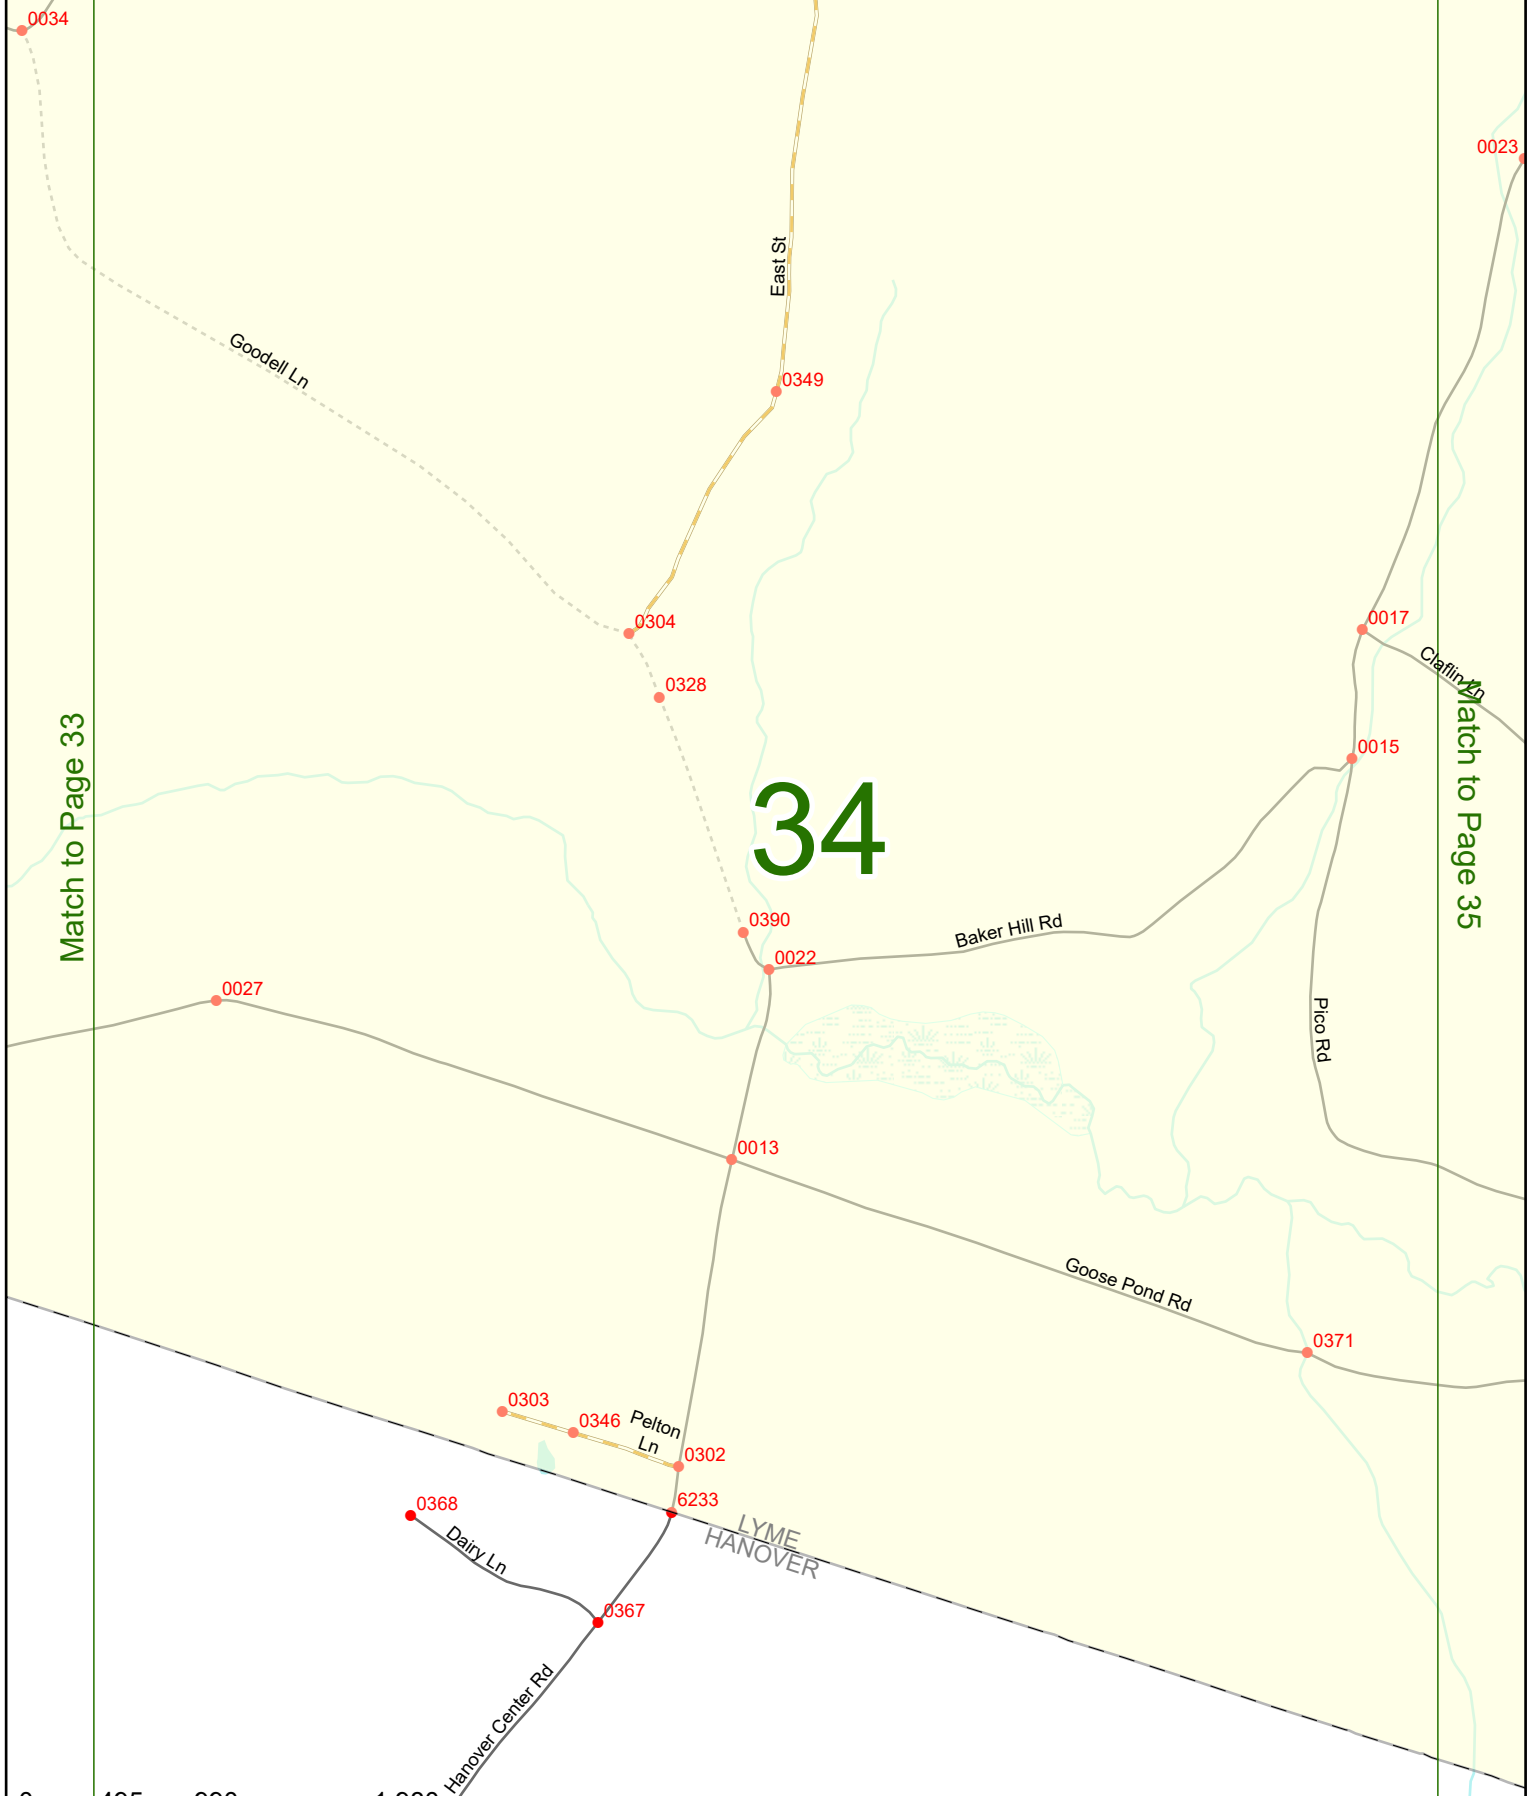 0034
0023
East St
Goodell Ln
0349
0304
0017
Claflin Ln
0328
Match to Page 33
Match to Page 35
0015
34
0390
Baker Hill Rd
0022
0027
Pico Rd
0013
Goose Pond Rd
0371
0303
0346
Pelton
Ln
0302
6233
0368
LYME
HANOVER
Dairy Ln
0367
Hanover Center Rd